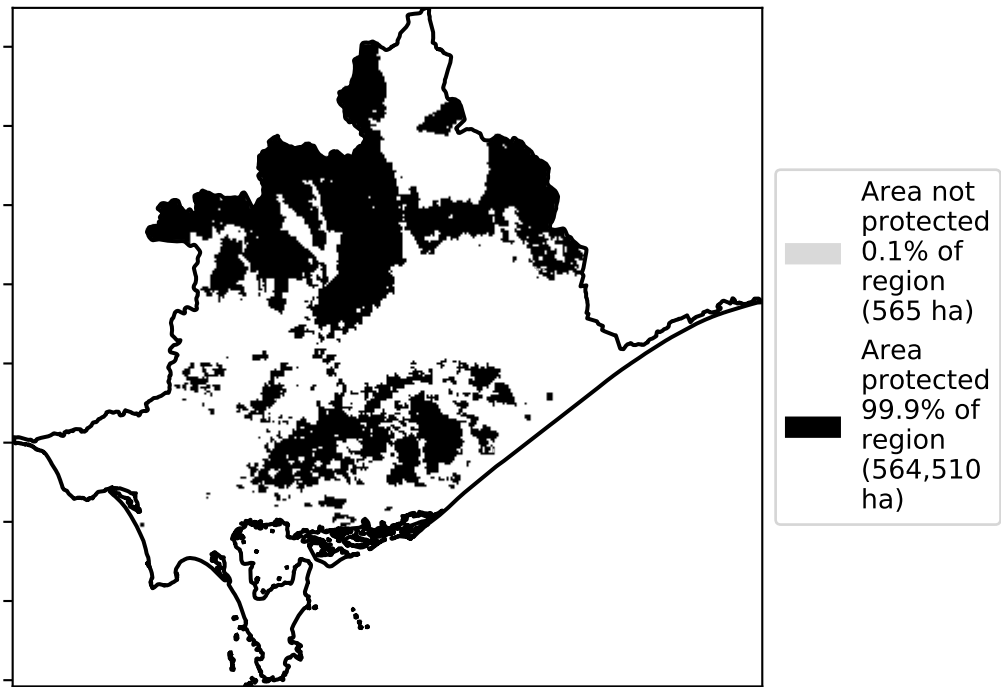 Area not
protected
0.1% of
region
(565 ha)
Area
protected
99.9% of
region
(564,510
ha)